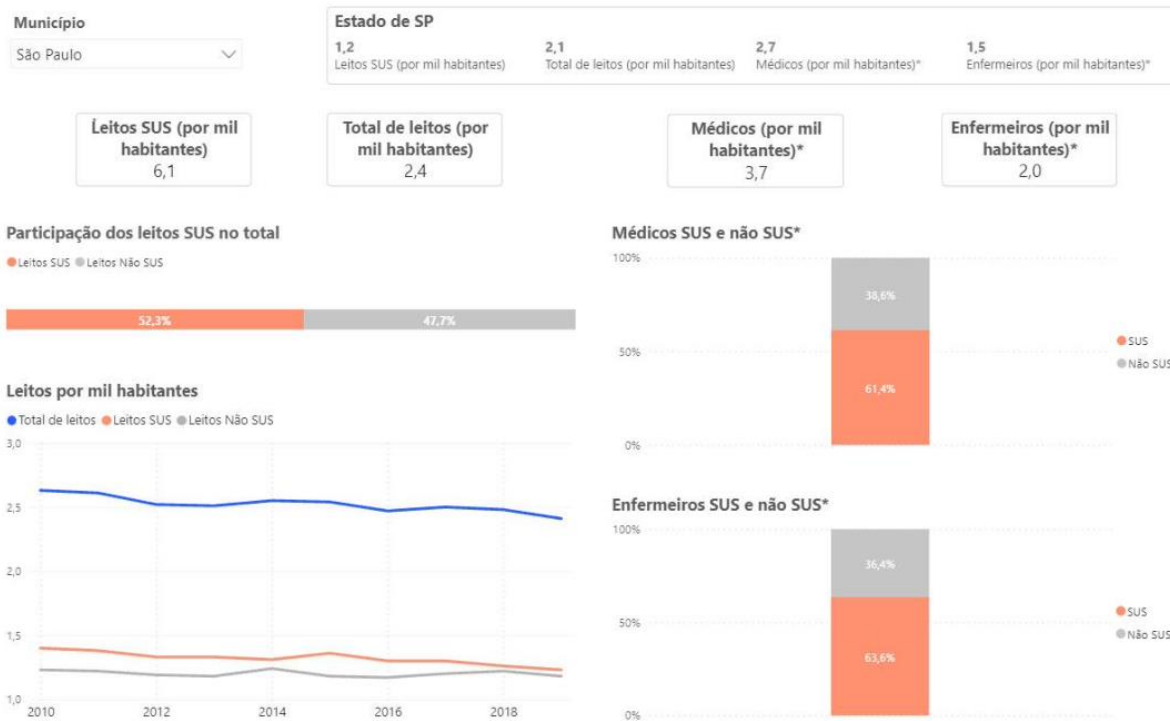 Município
São Paulo
Estado de SP
1,2
Leitos SUS (por mil habitantes)
2,1
Total de leitos (por mil habitantes)
2,7
Médicos (por mil habitantes)*
1,5
Enfermeiros (por mil habitantes)*
Leitos SUS (por mil
habitantes)
6,1
Total de leitos (por
mil habitantes)
2,4
Médicos (por mil
habitantes)*
3,7
Enfermeiros (por mil
habitantes)*
2,0
Participação dos leitos SUS no total
Leitos SUS Leitos Não SUS
52,3% 47,7%
Leitos por mil habitantes
Total de leitos Leitos SUS Leitos Não SUS
3,0
2,5
2,0
1,5
1,0
2010 2012 2014 2016 2018
Médicos SUS e não SUS*
100%
50%
0%
38,6%
61,4%
SUS
Não SUS
Enfermeiros SUS e não SUS*
100%
50%
0%
36,4%
63,6%
SUS
Não SUS